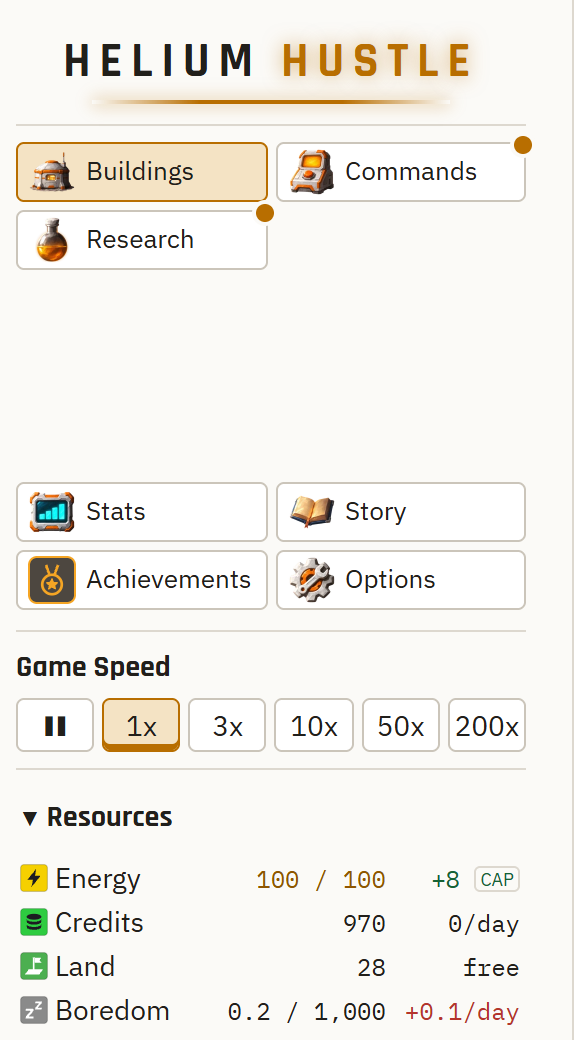 HELIUM HUSTLE
Buildings Commands
Research
Stats Story
Achievements Options
Game Speed
1x 3x 10x 50x 200x
▼ Resources
Energy 100 / 100 +8 CAP
Credits 970 0/day
Land 28 free
Boredom 0.2 / 1,000 +0.1/day